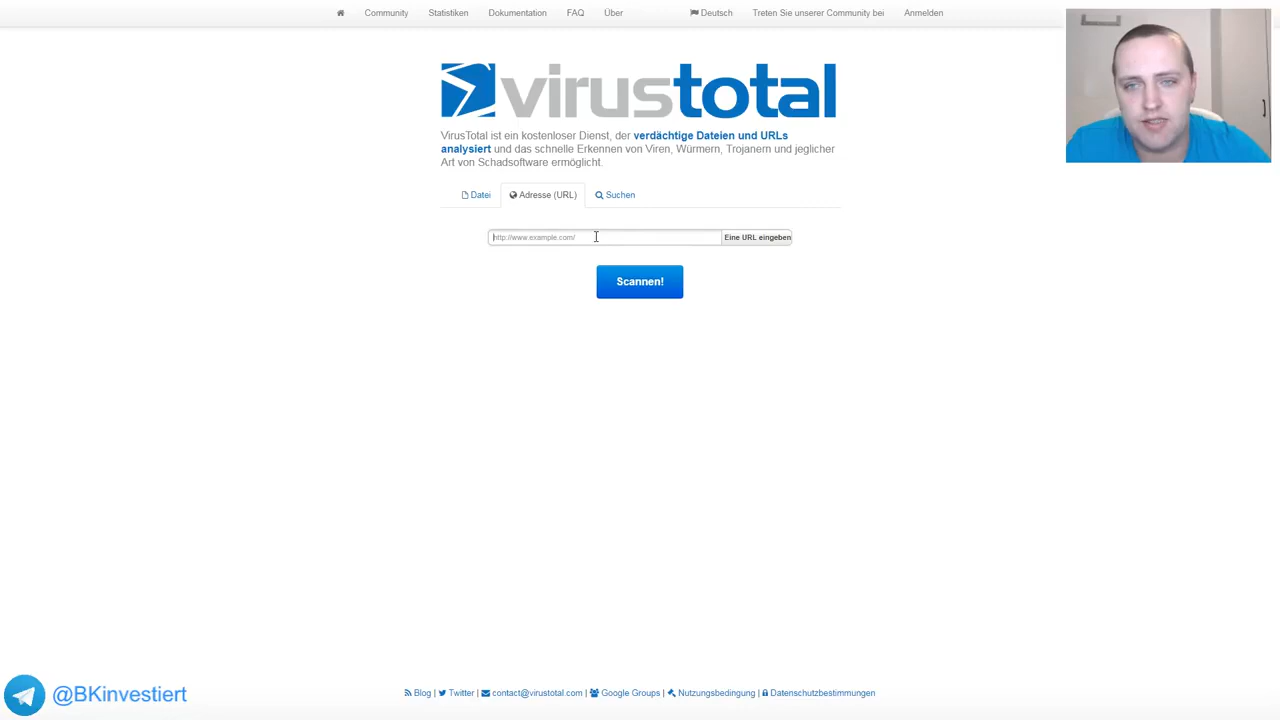 Community Statistiken Dokumentation FAQ Über Deutsch Treten Sie unserer Community bei Anmelden
virustotal
VirusTotal ist ein kostenloser Dienst, der verdächtige Dateien und URLs
analysiert und das schnelle Erkennen von Viren, Würmern, Trojanern und jeglicher
Art von Schadsoftware ermöglicht.
Datei Adresse (URL) Suchen
http://www.example.com/ Eine URL eingeben
Scannen!
@BKinvestiert
Blog | Twitter | contact@virustotal.com | Google Groups | Nutzungsbedingung | Datenschutzbestimmungen